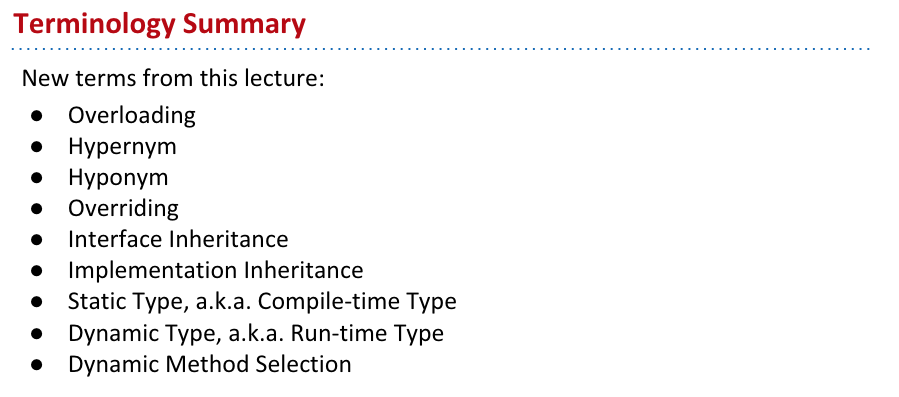 Terminology Summary
New terms from this lecture:
● Overloading
● Hypernym
● Hyponym
● Overriding
● Interface Inheritance
● Implementation Inheritance
● Static Type, a.k.a. Compile-time Type
● Dynamic Type, a.k.a. Run-time Type
● Dynamic Method Selection